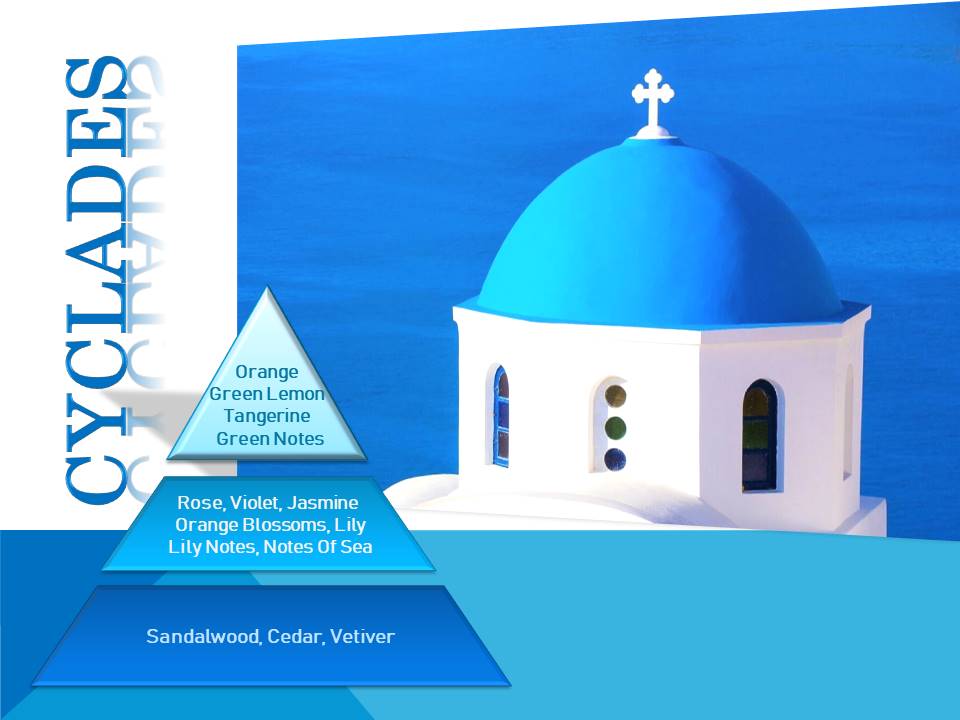 CYCLADES
Orange
Green Lemon
Tangerine
Green Notes
Rose, Violet, Jasmine
Orange Blossoms, Lily
Lily Notes, Notes Of Sea
Sandalwood, Cedar, Vetiver